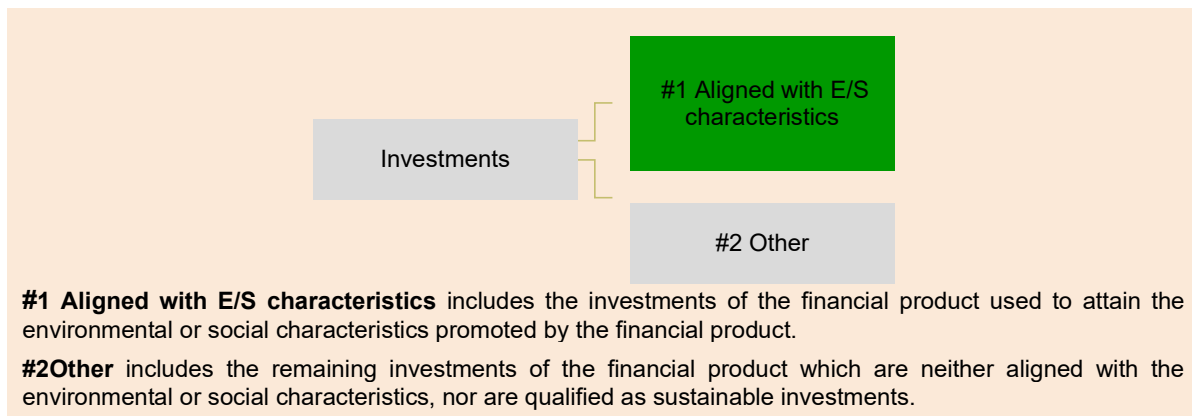 #1 Aligned with E/S
characteristics
Investments
#2 Other
#1 Aligned with E/S characteristics includes the investments of the financial product used to attain the
environmental or social characteristics promoted by the financial product.
#2Other includes the remaining investments of the financial product which are neither aligned with the
environmental or social characteristics, nor are qualified as sustainable investments.